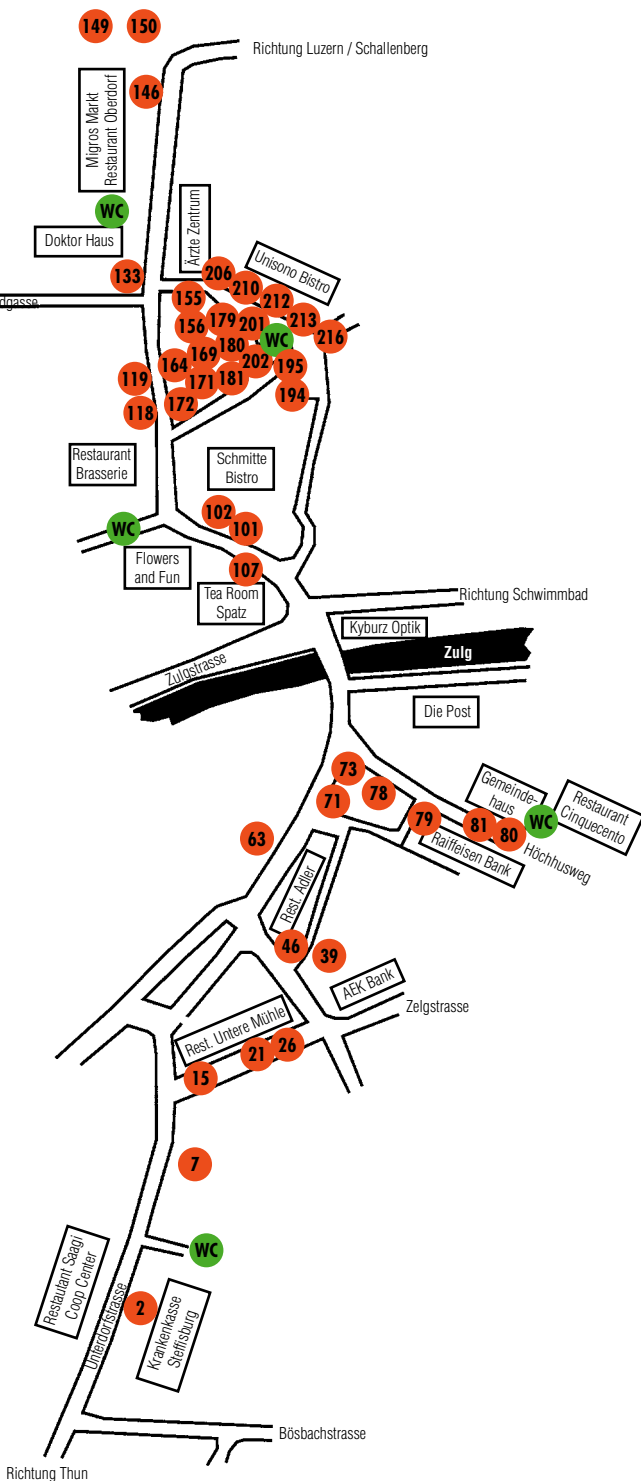 149
150
Richtung Luzern / Schallenberg
146
Migros Markt
Restaurant Oberdorf
WC
Doktor Haus
Ärzte Zentrum
Unisono Bistro
133
206
210
212
213
216
dgasse
155
156
179
201
WC
164
169
180
202
195
119
171
181
194
118
172
Restaurant
Brasserie
Schmitte
Bistro
102
101
WC
Flowers
and Fun
107
Tea Room
Spatz
Richtung Schwimmbad
Kyburz Optik
Zulg
Zulgstrasse
Die Post
73
78
71
79
81
80
Gemeinde-
haus
WC
Restaurant
Cinquecento
63
Raiffeisen Bank
Höchhusweg
Rest. Adler
46
39
AEK Bank
Zelgstrasse
Rest. Untere Mühle
15
21
26
7
WC
Restautant Saagi
Coop Center
Unterdorfstrasse
2
Krankenkasse
Steffisburg
Bösbachstrasse
Richtung Thun